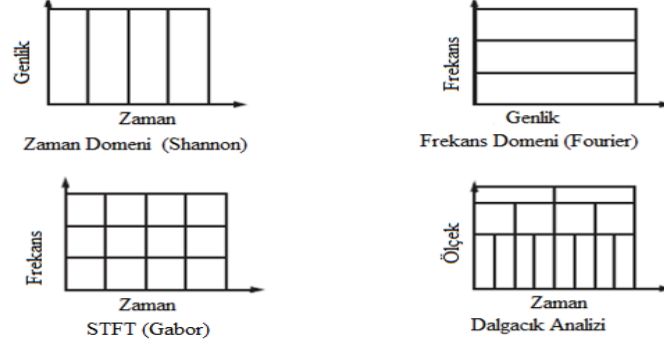 Genlik
Zaman
Zaman Domeni (Shannon)
Frekans
Genlik
Frekans Domeni (Fourier)
Frekans
Zaman
STFT (Gabor)
Ölçek
Zaman
Dalgacık Analizi